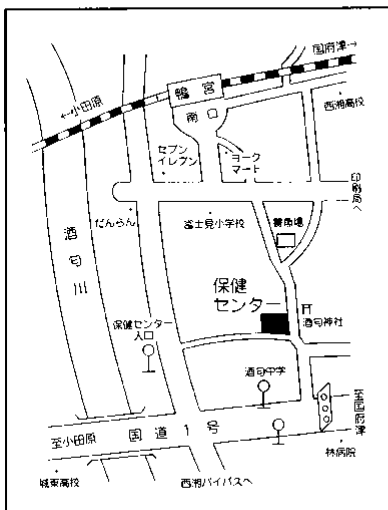 国府津→
鴨宮
←小田原
南口
西湘高校
セブン
イレブン
ヨーク
マート
印刷局へ
だんらん
富士見小学校
養魚場
酒匂川
保健
センター
保健センター
入口
酒匂神社
酒匂中学
至小田原
国道1号
至国府津
林病院
城東高校
西湘バイパスへ